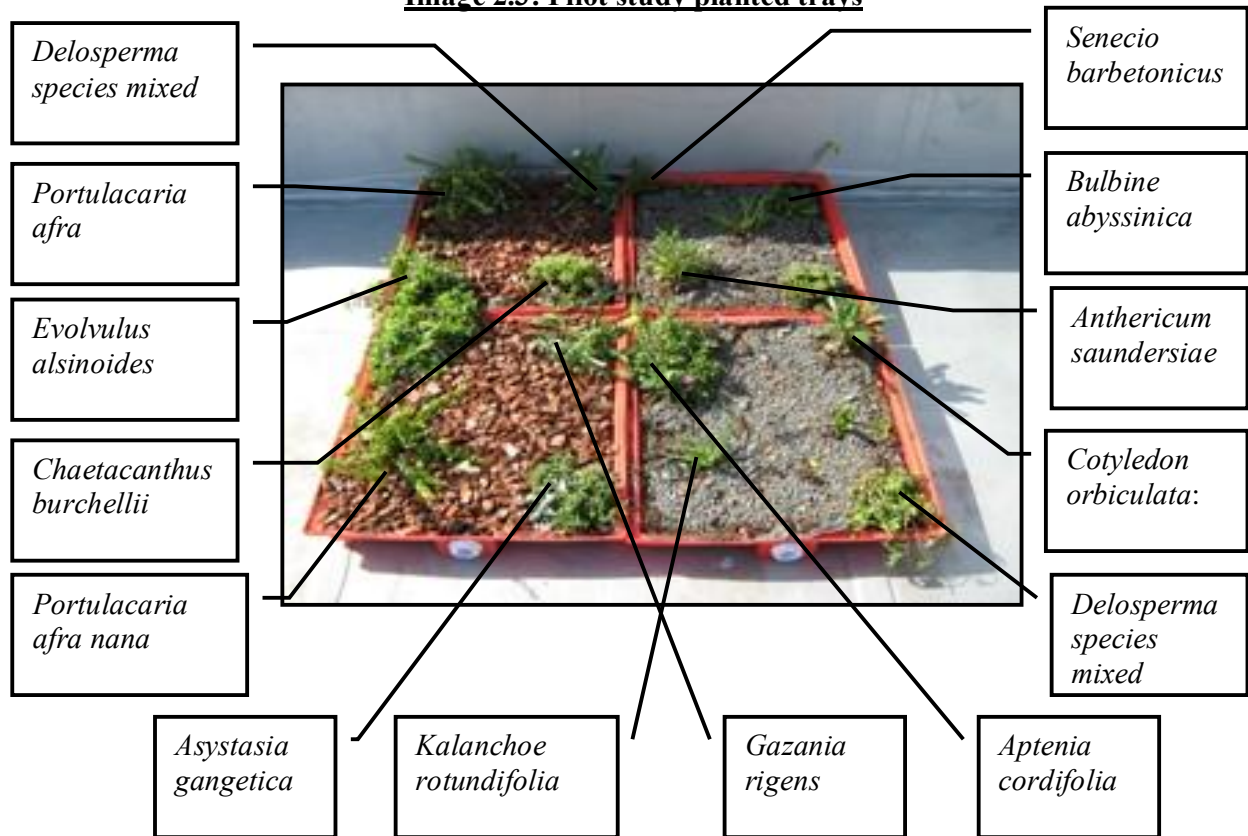 Image 2.3: Pilot study planted trays
Delosperma
species mixed
Senecio
barbetonicus
Portulacaria
afra
Bulbine
abyssinica
Evolvulus
alsinoides
Anthericum
saundersiae
Chaetacanthus
burchellii
Cotyledon
orbiculata:
Portulacaria
afra nana
Delosperma
species
mixed
Asystasia
gangetica
Kalanchoe
rotundifolia
Gazania
rigens
Aptenia
cordifolia